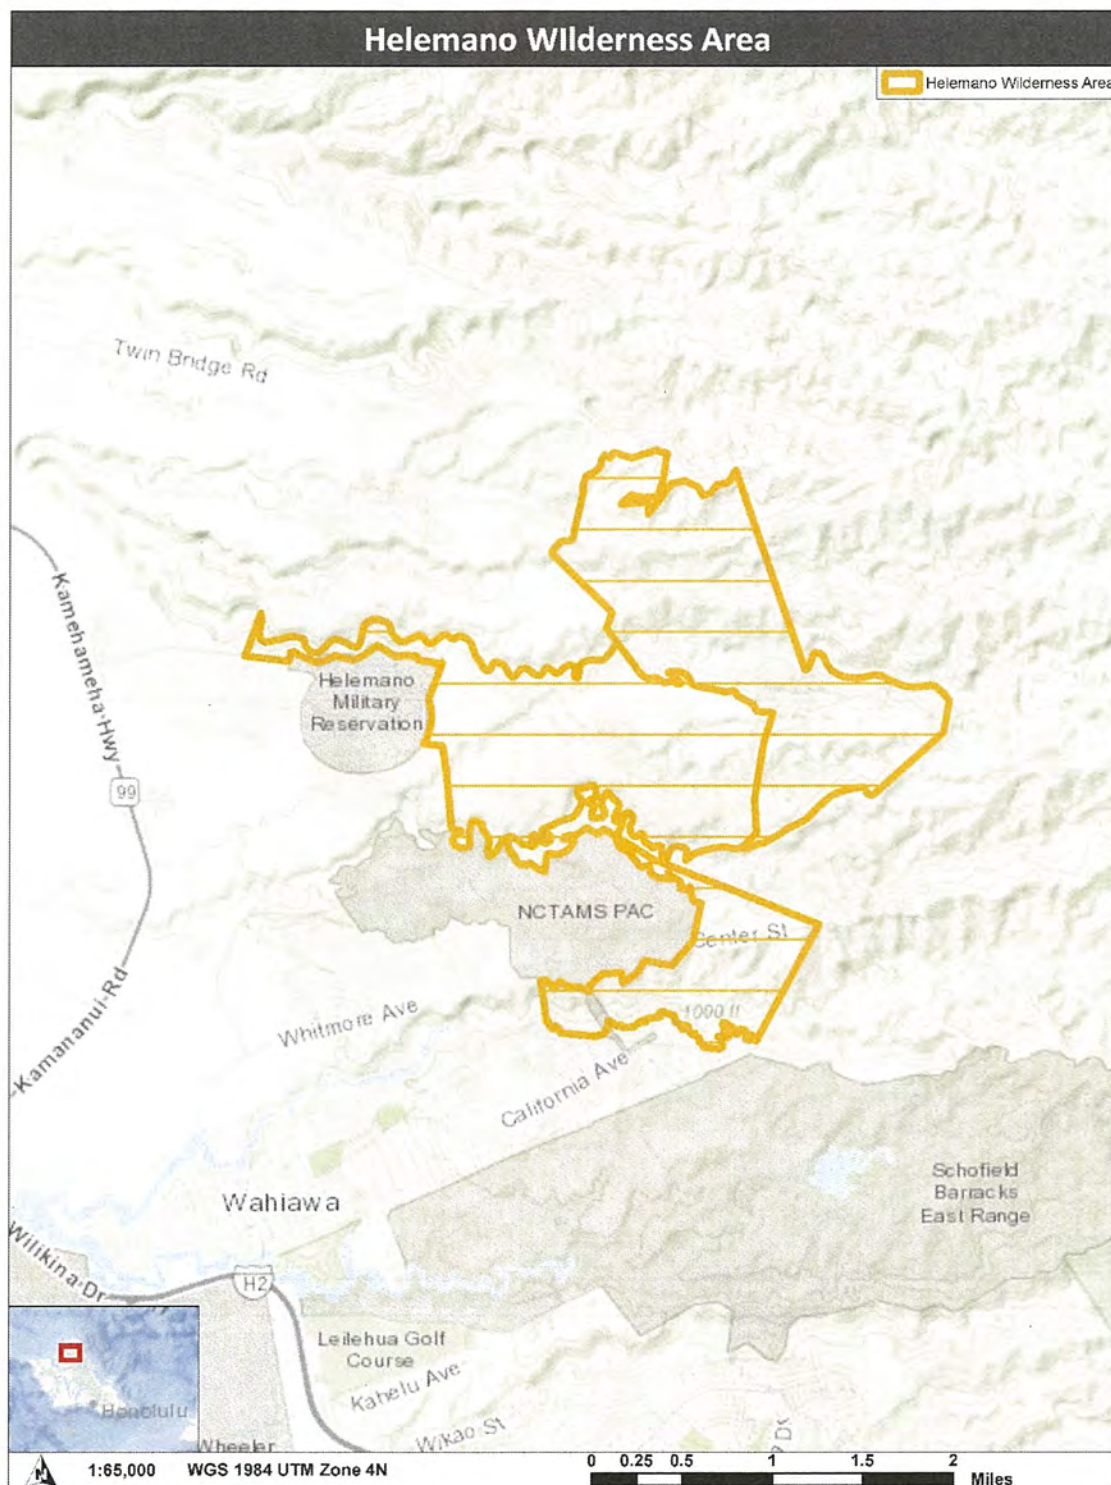 Helemano WIlderness Area
Helemano Wilderness Area
Twin Bridge Rd
Kamehameha Hwy
99
Helemano
Military
Reservation
NCTAMS PAC
Center St
Whitmore Ave
1000 ft
Kamananui Rd
California Ave
Schofield
Barracks
East Range
Wahiawa
Wilikina Dr
H2
Leilehua Golf
Course
Kahelu Ave
Honolulu
Wheeler
Wikao St
Dr
N
1:65,000 WGS 1984 UTM Zone 4N
0 0.25 0.5 1 1.5 2
Miles